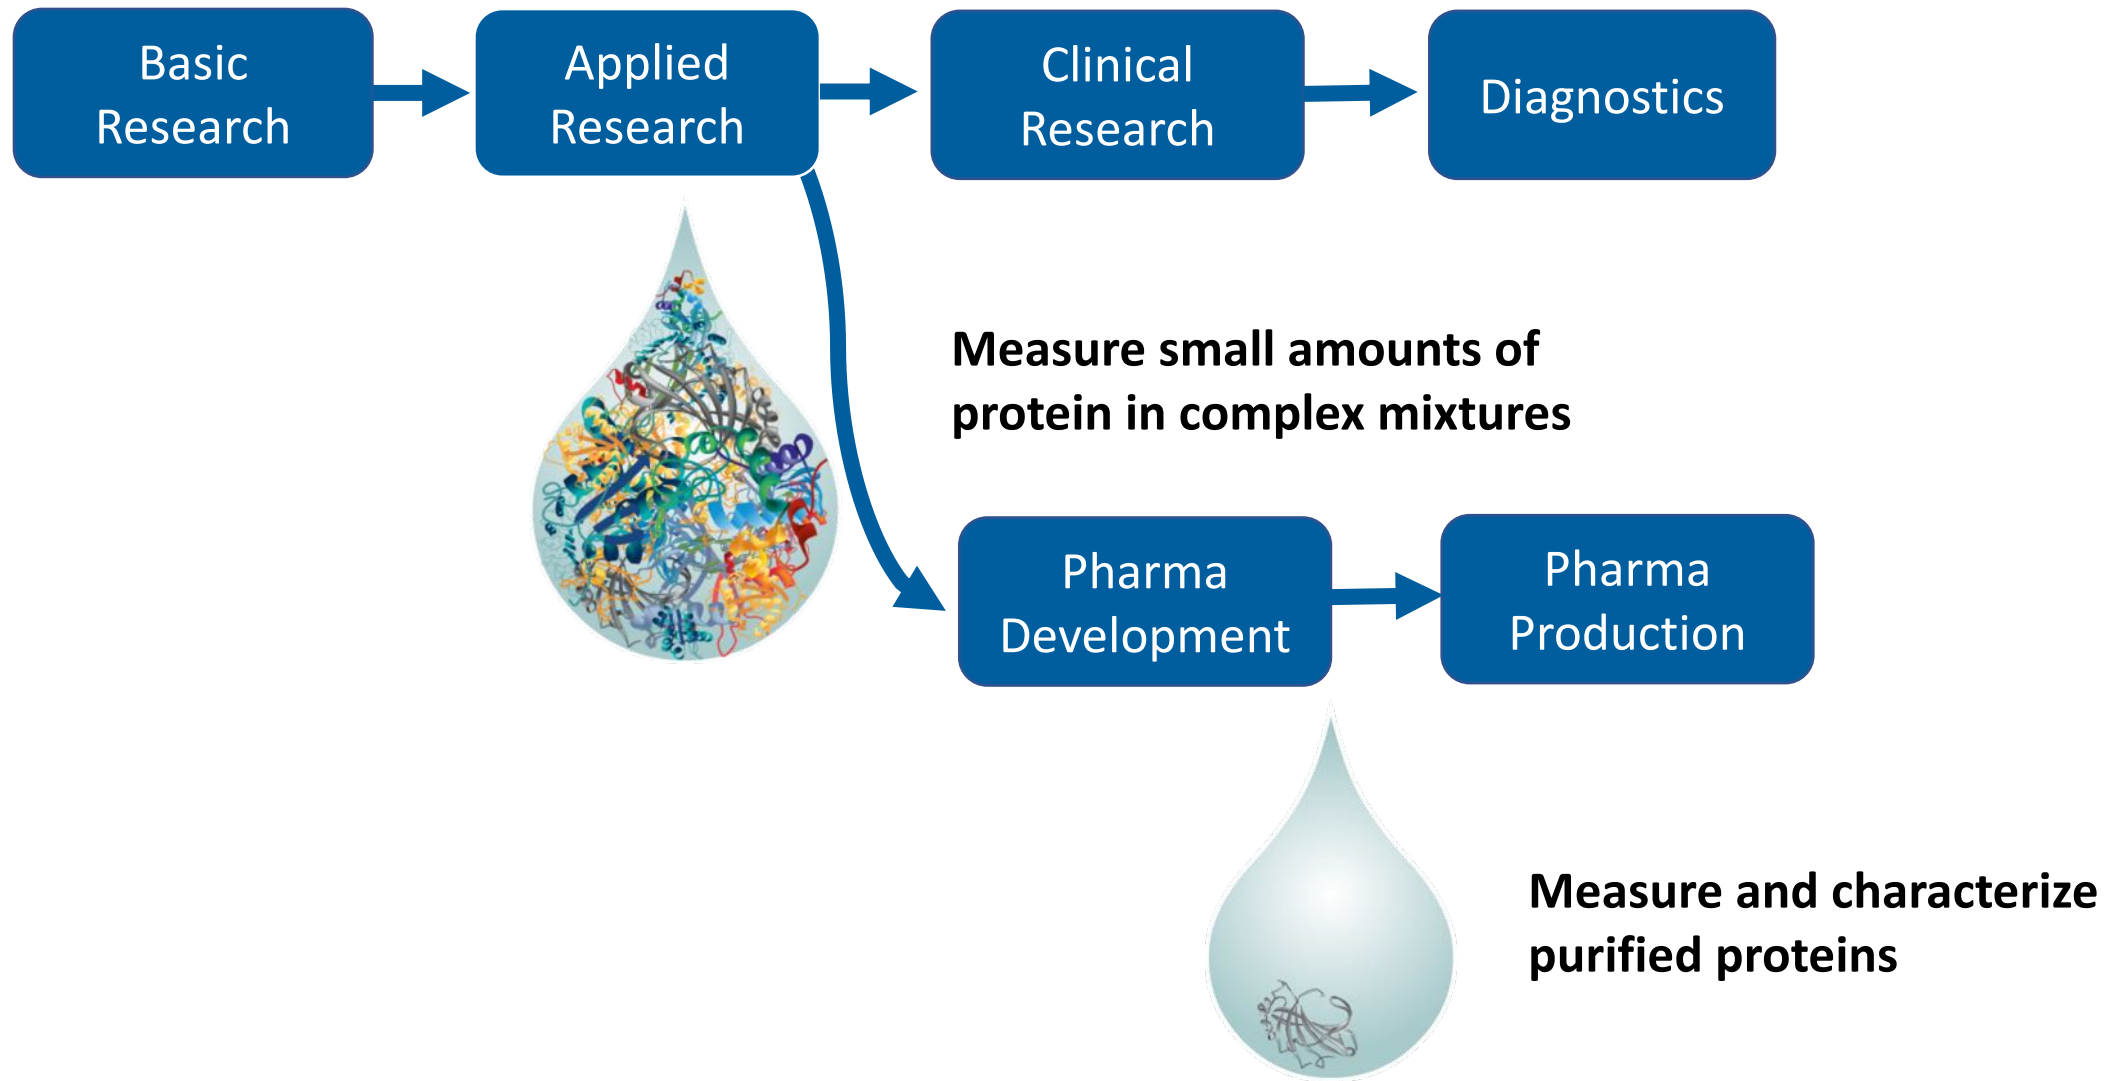 Basic
Research
Applied
Research
Clinical
Research
Diagnostics
Measure small amounts of
protein in complex mixtures
Pharma
Development
Pharma
Production
Measure and characterize
purified proteins